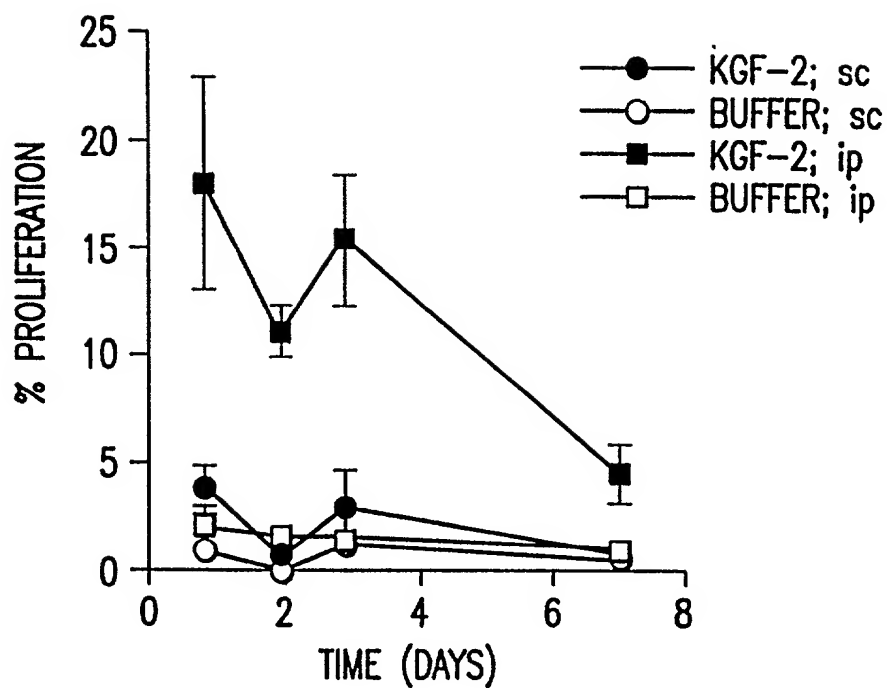 25
20
15
10
5
0
% PROLIFERATION
0 2 4 6 8
TIME (DAYS)
KGF-2; sc
BUFFER; sc
KGF-2; ip
BUFFER; ip